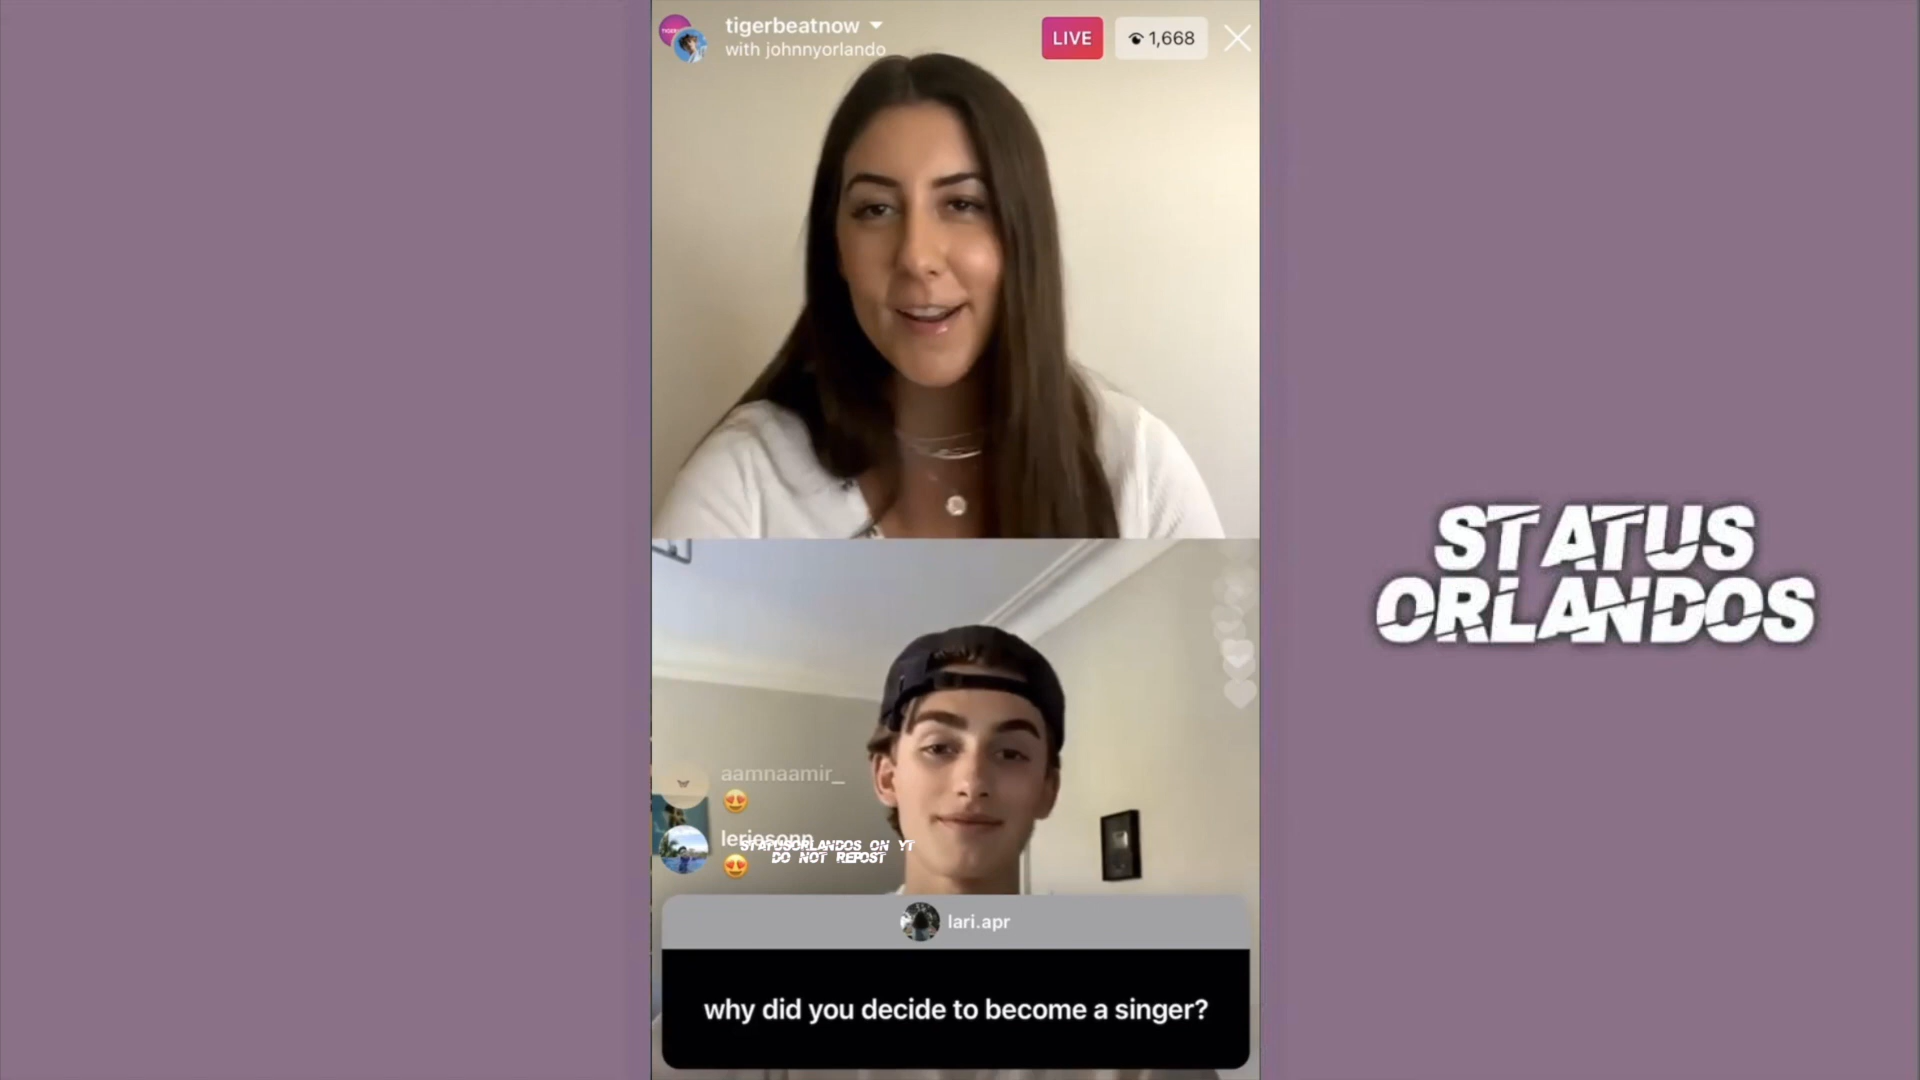 tigerbeatnow
with johnnyorlando
LIVE
1,668
STATUS
ORLANDOS
aamnaamir_
leriosonn
STATUSORLANDOS ON YT
DO NOT REPOST
lari.apr
why did you decide to become a singer?